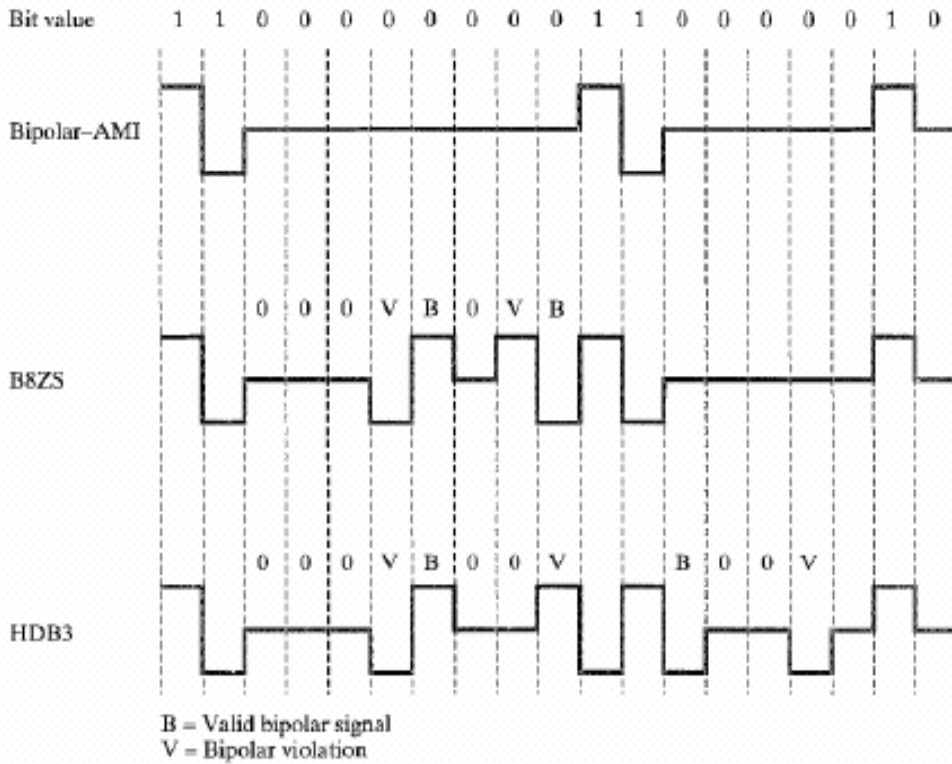 Bit value 1 1 0 0 0 0 0 0 0 0 1 1 0 0 0 0 0 1 0
Bipolar–AMI
0 0 0 V B 0 V B
B8ZS
0 0 0 V B 0 0 V B 0 0 V
HDB3
B = Valid bipolar signal
V = Bipolar violation